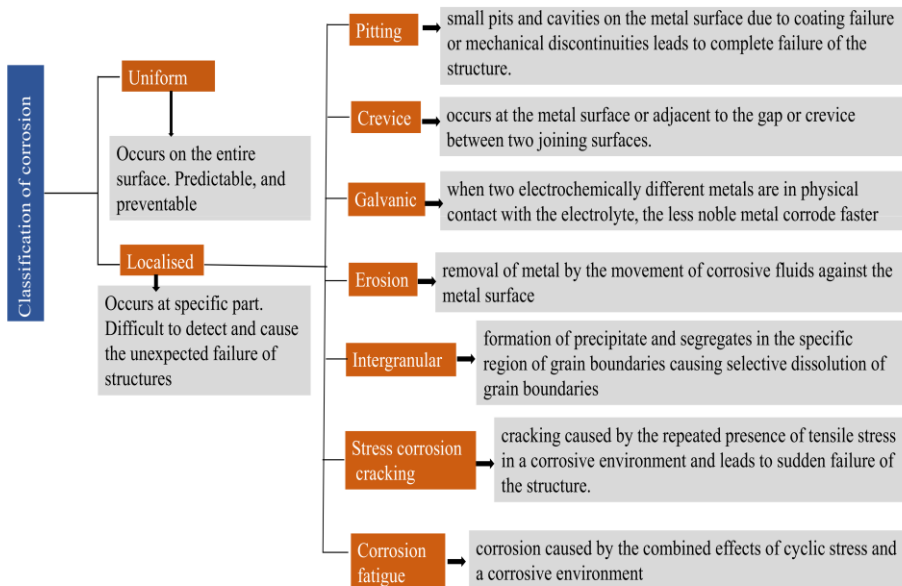 Classification of corrosion
Uniform
Occurs on the entire
surface. Predictable, and
preventable
Localised
Occurs at specific part.
Difficult to detect and cause
the unexpected failure of
structures
Pitting
small pits and cavities on the metal surface due to coating failure
or mechanical discontinuities leads to complete failure of the
structure.
Crevice
occurs at the metal surface or adjacent to the gap or crevice
between two joining surfaces.
Galvanic
when two electrochemically different metals are in physical
contact with the electrolyte, the less noble metal corrode faster
Erosion
removal of metal by the movement of corrosive fluids against the
metal surface
Intergranular
formation of precipitate and segregates in the specific
region of grain boundaries causing selective dissolution of
grain boundaries
Stress corrosion
cracking
cracking caused by the repeated presence of tensile stress
in a corrosive environment and leads to sudden failure of
the structure.
Corrosion
fatigue
corrosion caused by the combined effects of cyclic stress and
a corrosive environment